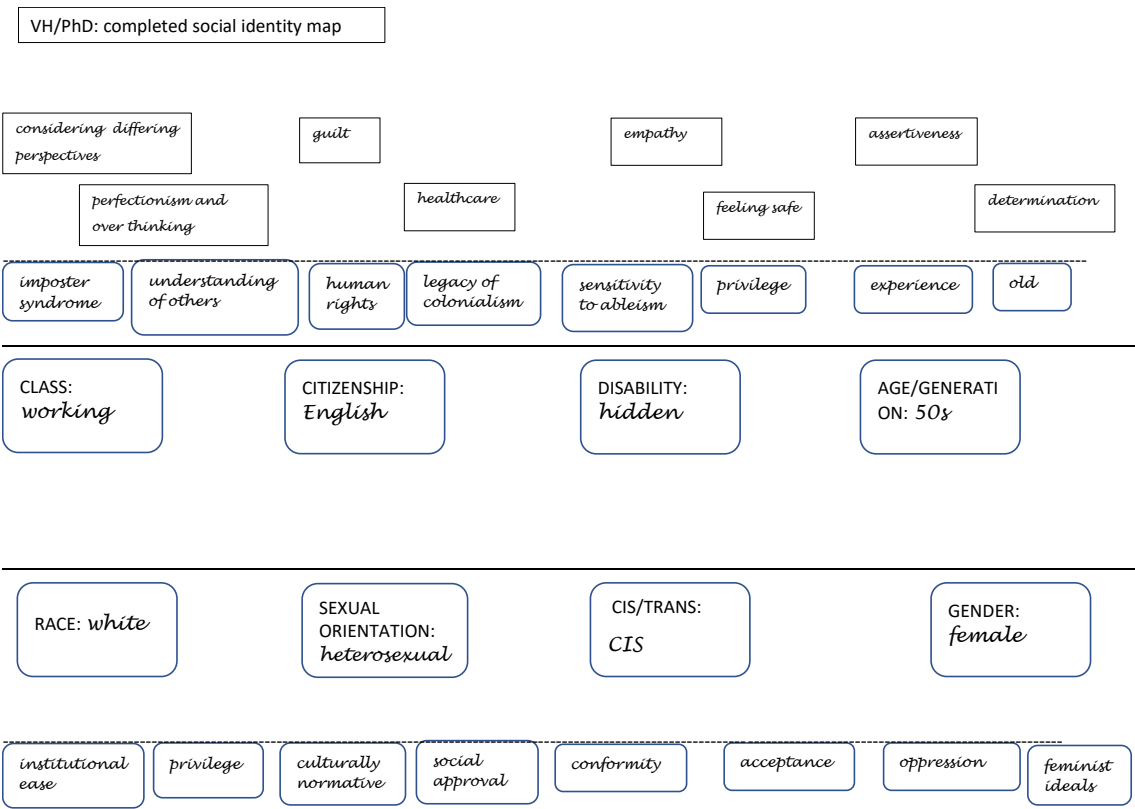 VH/PhD: completed social identity map
considering differing
perspectives
guilt
empathy
assertiveness
perfectionism and
over thinking
healthcare
feeling safe
determination
imposter
syndrome
understanding
of others
human
rights
legacy of
colonialism
sensitivity
to ableism
privilege
experience
old
CLASS:
working
CITIZENSHIP:
English
DISABILITY:
hidden
AGE/GENERATI
ON: 50s
RACE: white
SEXUAL
ORIENTATION:
heterosexual
CIS/TRANS:
CIS
GENDER:
female
institutional
ease
privilege
culturally
normative
social
approval
conformity
acceptance
oppression
feminist
ideals